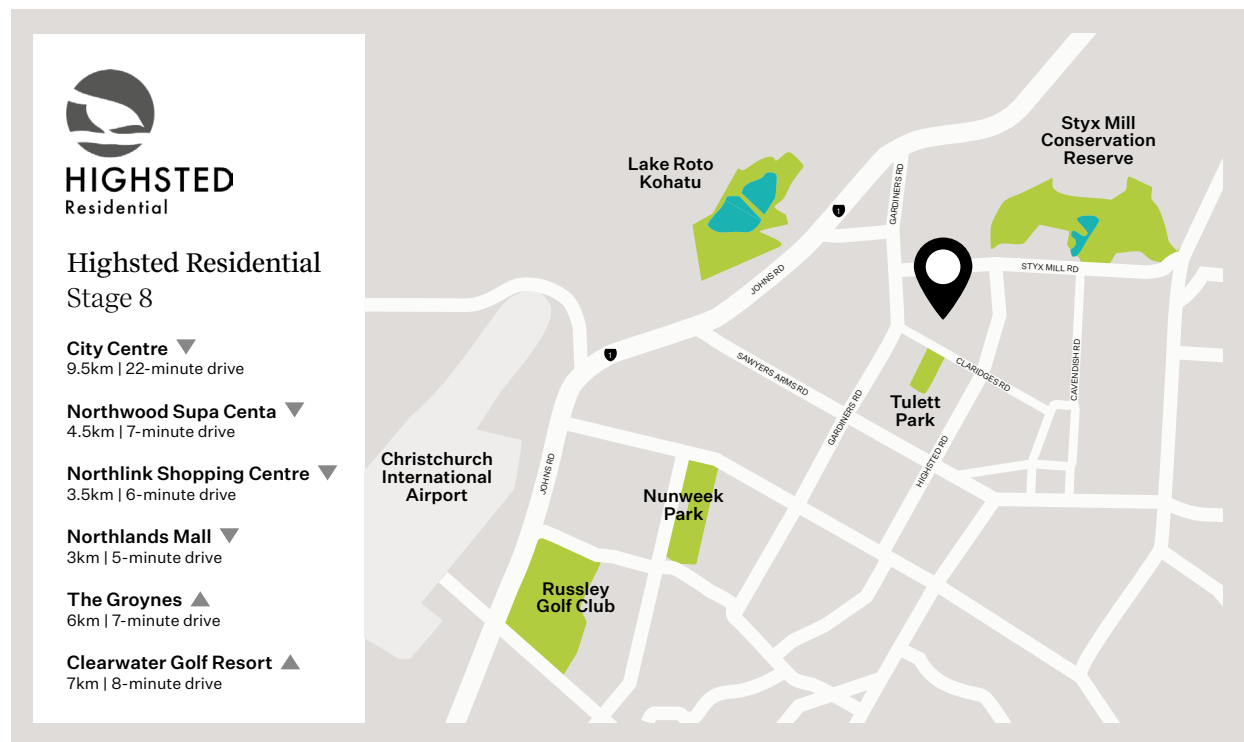 HIGHSTED
Residential
Highsted Residential
Stage 8
City Centre
9.5km | 22-minute drive
Northwood Supa Centa
4.5km | 7-minute drive
Northlink Shopping Centre
3.5km | 6-minute drive
Northlands Mall
3km | 5-minute drive
The Groynes
6km | 7-minute drive
Clearwater Golf Resort
7km | 8-minute drive
Styx Mill
Conservation
Reserve
Lake Roto
Kohatu
GARDINERS RD
1
STYX MILL RD
JOHNS RD
1
SAWYERS ARMS RD
CLARIDGES RD
CAVENDISH RD
Tulett
Park
GARDINERS RD
HIGHSTED RD
Christchurch
International
Airport
JOHNS RD
Nunweek
Park
Russley
Golf Club